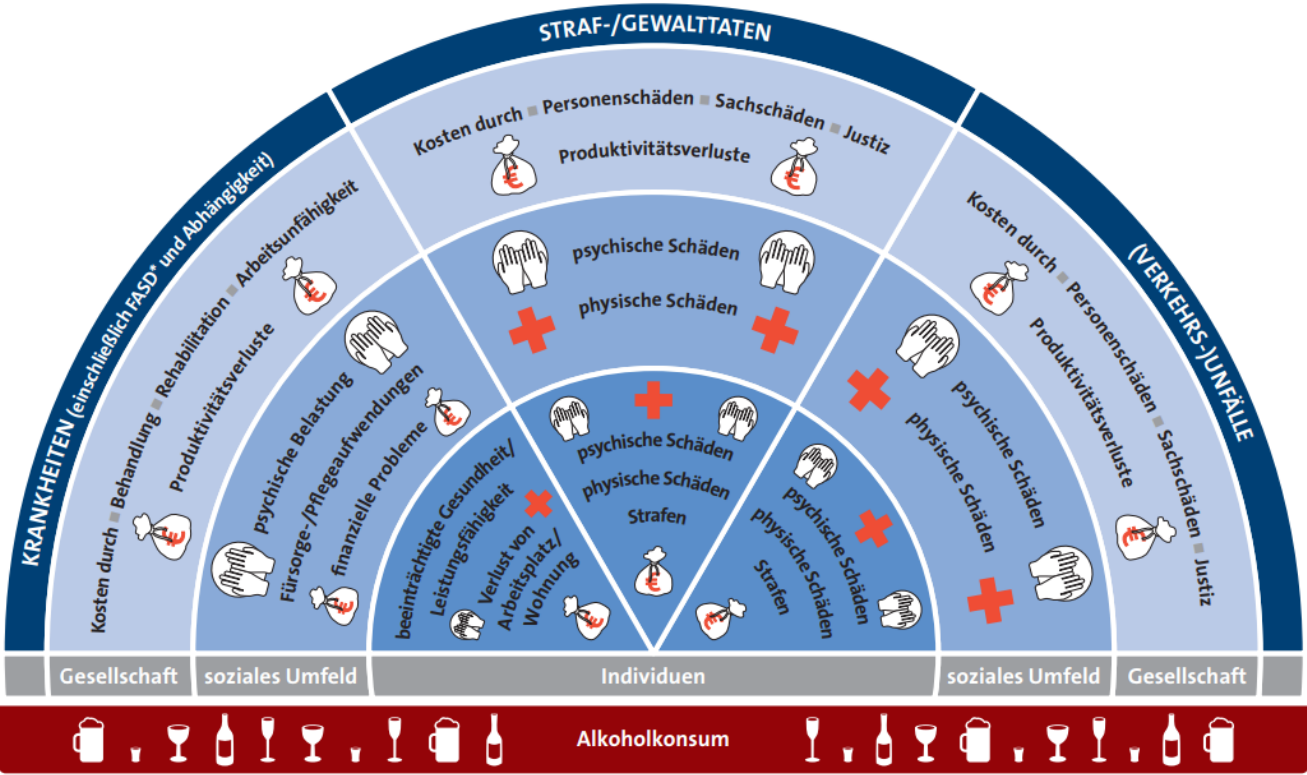 STRAF-/GEWALTTATEN
Kosten durch ▪ Personenschäden ▪ Sachschäden ▪ Justiz
Produktivitätsverluste
psychische Schäden
physische Schäden
psychische Schäden
physische Schäden
Strafen
KRANKHEITEN (einschließlich FASD* und Abhängigkeit)
Kosten durch ▪ Behandlung ▪ Rehabilitation ▪ Arbeitsunfähigkeit
Produktivitätsverluste
psychische Belastung
Fürsorge-/Pflegeaufwendungen
finanzielle Probleme
beeinträchtigte Gesundheit/
Leistungsfähigkeit
Verlust von
Arbeitsplatz/
Wohnung
(VERKEHRS-)UNFÄLLE
Kosten durch ▪ Personenschäden ▪ Sachschäden ▪ Justiz
Produktivitätsverluste
psychische Schäden
physische Schäden
psychische Schäden
physische Schäden
Strafen
Gesellschaft
soziales Umfeld
Individuen
soziales Umfeld
Gesellschaft
Alkoholkonsum